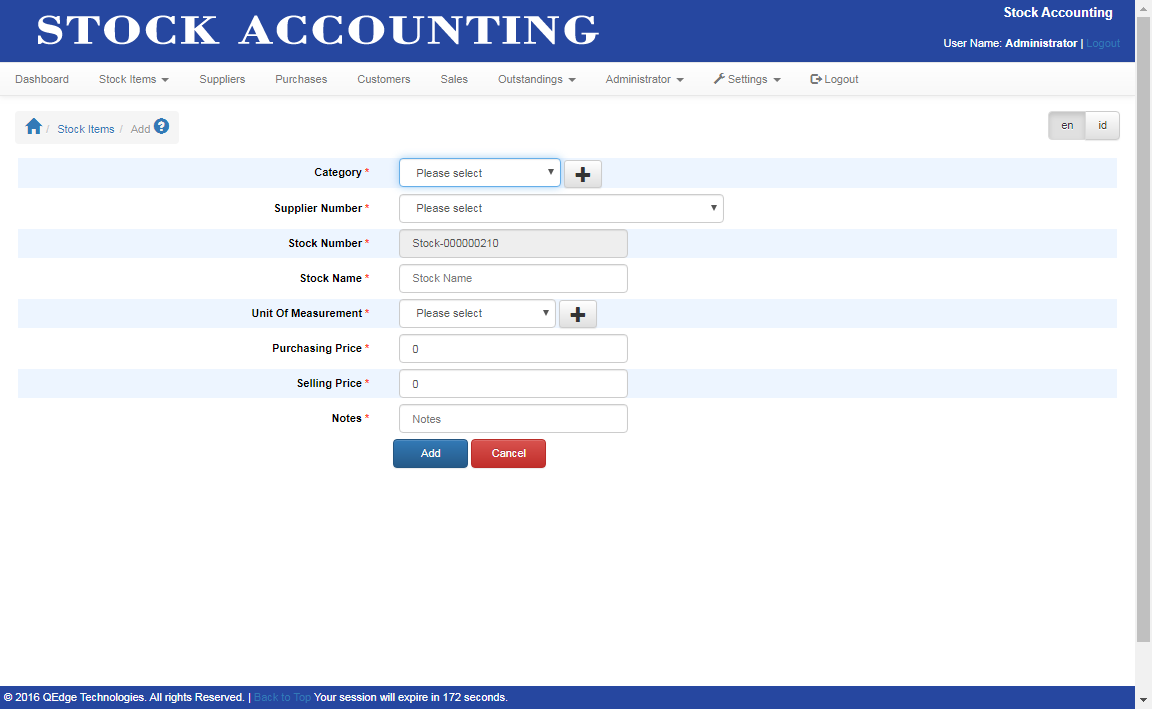 STOCK ACCOUNTING
Stock Accounting
User Name: Administrator | Logout
Dashboard Stock Items Suppliers Purchases Customers Sales Outstandings Administrator Settings Logout
/ Stock Items / Add ?
en id
Category * Please select
Supplier Number * Please select
Stock Number * Stock-000000210
Stock Name * Stock Name
Unit Of Measurement * Please select
Purchasing Price * 0
Selling Price * 0
Notes * Notes
Add Cancel
© 2016 QEdge Technologies. All rights Reserved. | Back to Top Your session will expire in 172 seconds.